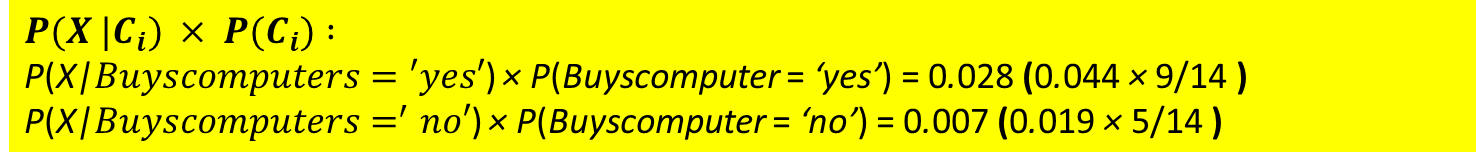 P(X |Cᵢ) × P(Cᵢ) :
P(X/Buyscomputers = ′yes′) × P(Buyscomputer = ‘yes’) = 0.028 (0.044 × 9/14 )
P(X/Buyscomputers =′ no′) × P(Buyscomputer = ‘no’) = 0.007 (0.019 × 5/14 )